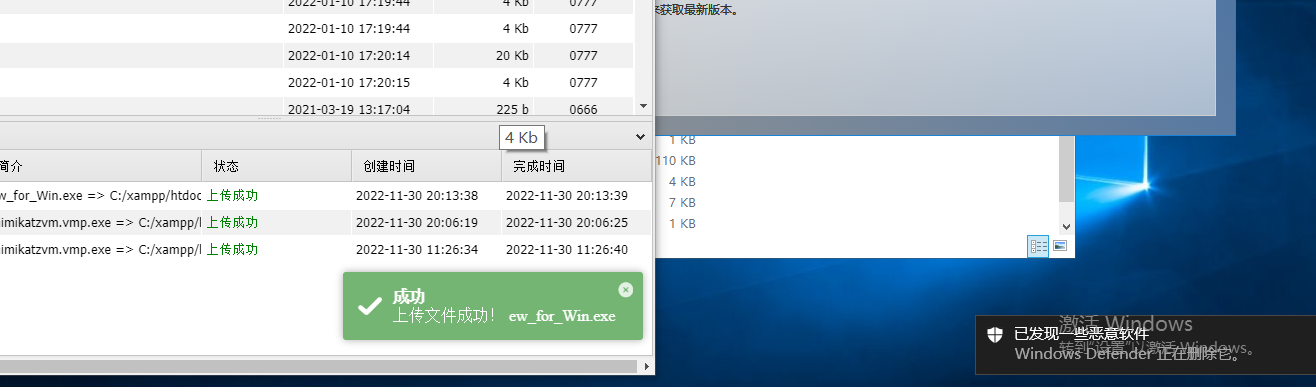 2022-01-10 17:19:44 4 Kb 0777
来获取最新版本。
2022-01-10 17:19:44 4 Kb 0777
2022-01-10 17:20:14 20 Kb 0777
2022-01-10 17:20:15 4 Kb 0777
2021-03-19 13:17:04 225 b 0666
4 Kb
1 KB
110 KB
4 KB
7 KB
1 KB
简介 状态 创建时间 完成时间
ew_for_Win.exe => C:/xampp/htdoc 上传成功 2022-11-30 20:13:38 2022-11-30 20:13:39
imikatzvm.vmp.exe => C:/xampp/l 上传成功 2022-11-30 20:06:19 2022-11-30 20:06:25
imikatzvm.vmp.exe => C:/xampp/l 上传成功 2022-11-30 11:26:34 2022-11-30 11:26:40
成功
上传文件成功! ew_for_Win.exe
激活 Windows
转到“设置”以激活 Windows。
已发现一些恶意软件
Windows Defender 正在删除它。